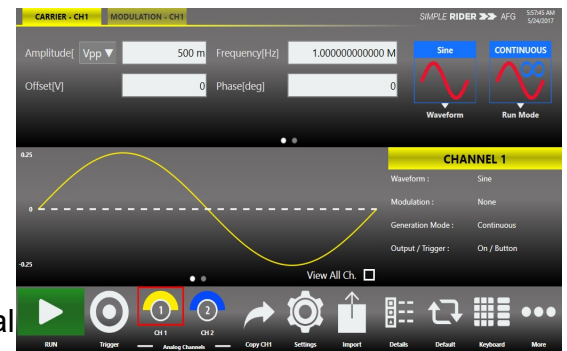 CARRIER - CH1 MODULATION - CH1 SIMPLE RIDER AFG 5:57:45 AM
5/24/2017
Amplitude[ Vpp ▼ 500 m Frequency[Hz] 1.000000000000 M Sine CONTINUOUS
Offset[V] 0 Phase[deg] 0
Waveform Run Mode
0.25 CHANNEL 1
Waveform : Sine
Modulation : None
0 Generation Mode : Continuous
Output / Trigger : On / Button
-0.25 View All Ch.
1 2
al
CH 1 CH 2
RUN Trigger Analog Channels Copy CH1 Settings Import Details Default Keyboard More